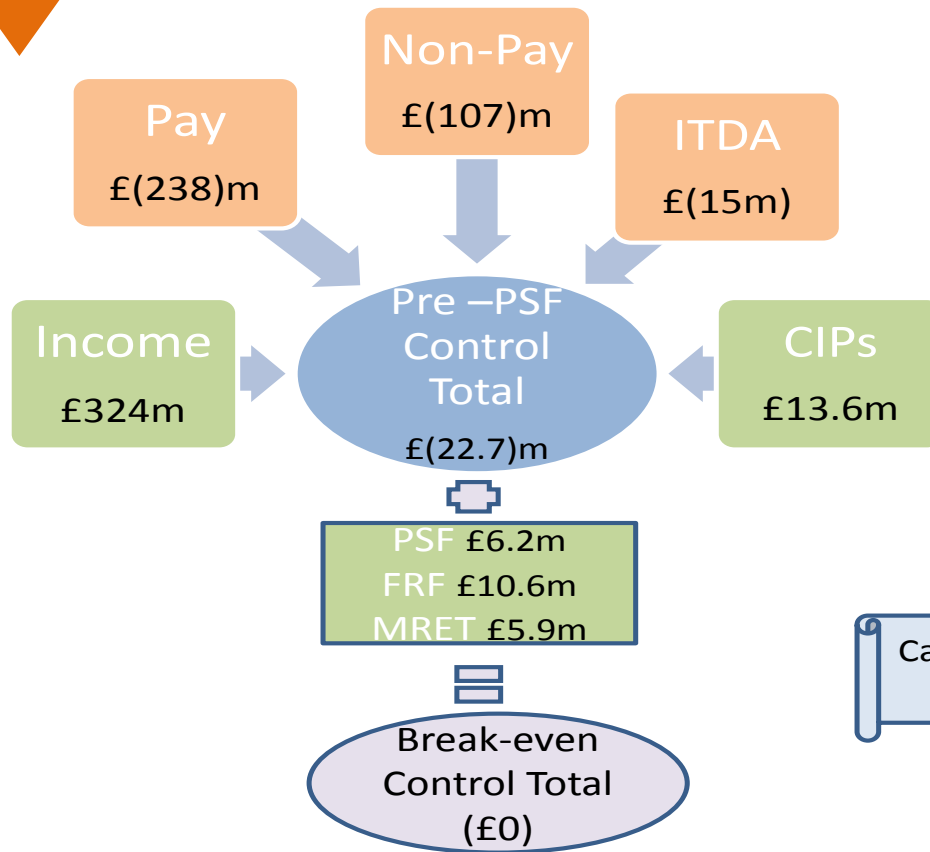 Non-Pay
£(107)m
Pay
£(238)m
ITDA
£(15m)
Income
£324m
Pre –PSF
Control
Total
£(22.7)m
CIPs
£13.6m
PSF £6.2m
FRF £10.6m
MRET £5.9m
Ca
Break-even
Control Total
(£0)